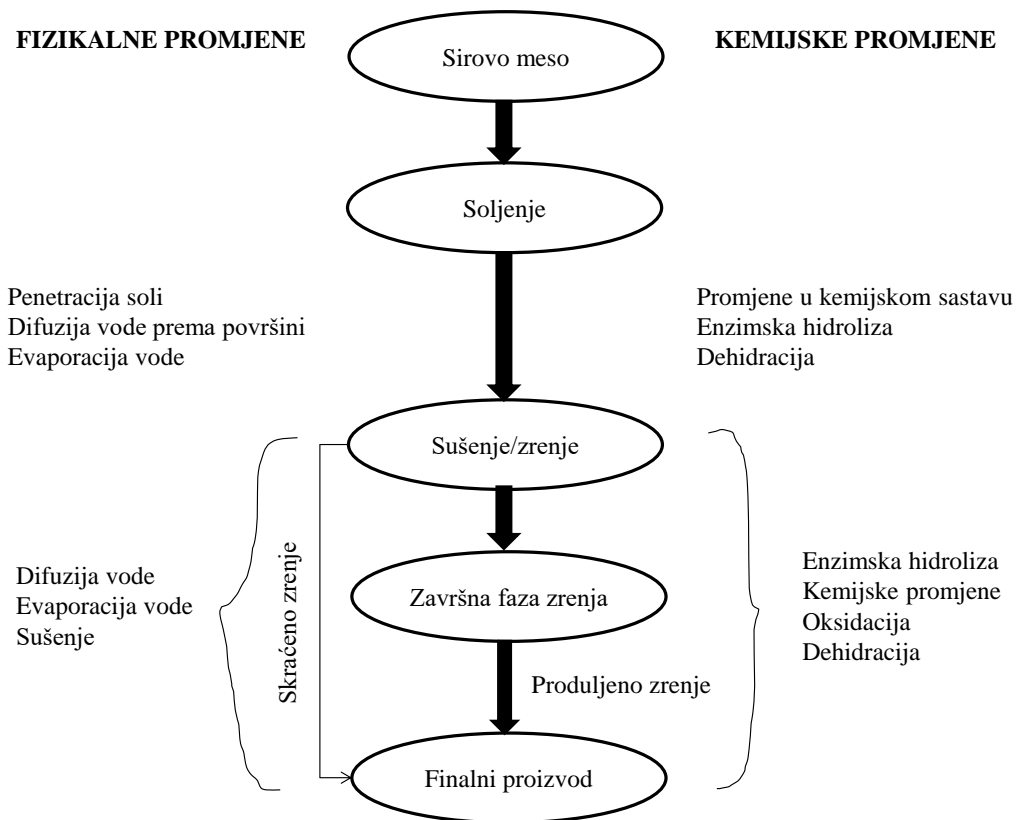 FIZIKALNE PROMJENE
KEMIJSKE PROMJENE
Sirovo meso
Soljenje
Penetracija soli
Difuzija vode prema površini
Evaporacija vode
Promjene u kemijskom sastavu
Enzimska hidroliza
Dehidracija
Sušenje/zrenje
Skraćeno zrenje
Difuzija vode
Evaporacija vode
Sušenje
Završna faza zrenja
Enzimska hidroliza
Kemijske promjene
Oksidacija
Dehidracija
Produljeno zrenje
Finalni proizvod